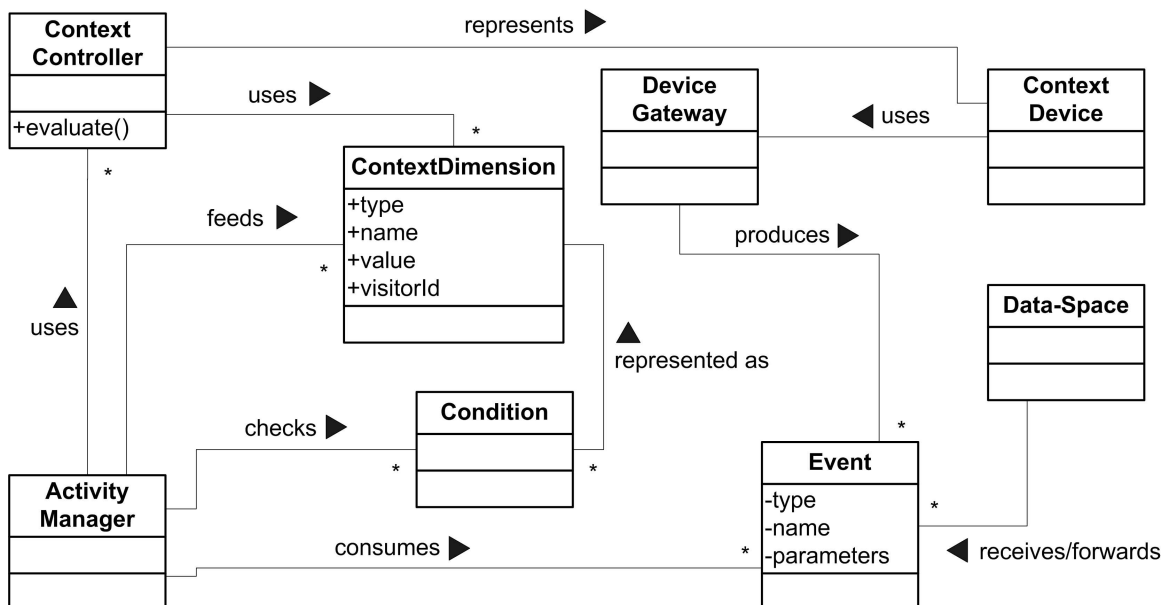 Context
Controller
+evaluate()
represents
uses
*
ContextDimension
+type
+name
+value
+visitorId
Device
Gateway
uses
Context
Device
*
feeds
*
produces
uses
represented as
Data-Space
Condition
checks
*
*
*
Event
-type
-name
-parameters
*
receives/forwards
Activity
Manager
consumes
*